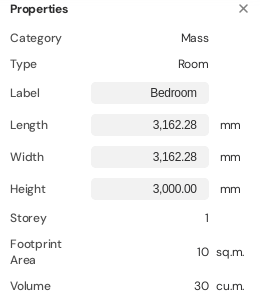 Properties ×
Category Mass
Type Room
Label Bedroom
Length 3,162.28 mm
Width 3,162.28 mm
Height 3,000.00 mm
Storey 1
Footprint
Area 10 sq.m.
Volume 30 cu.m.